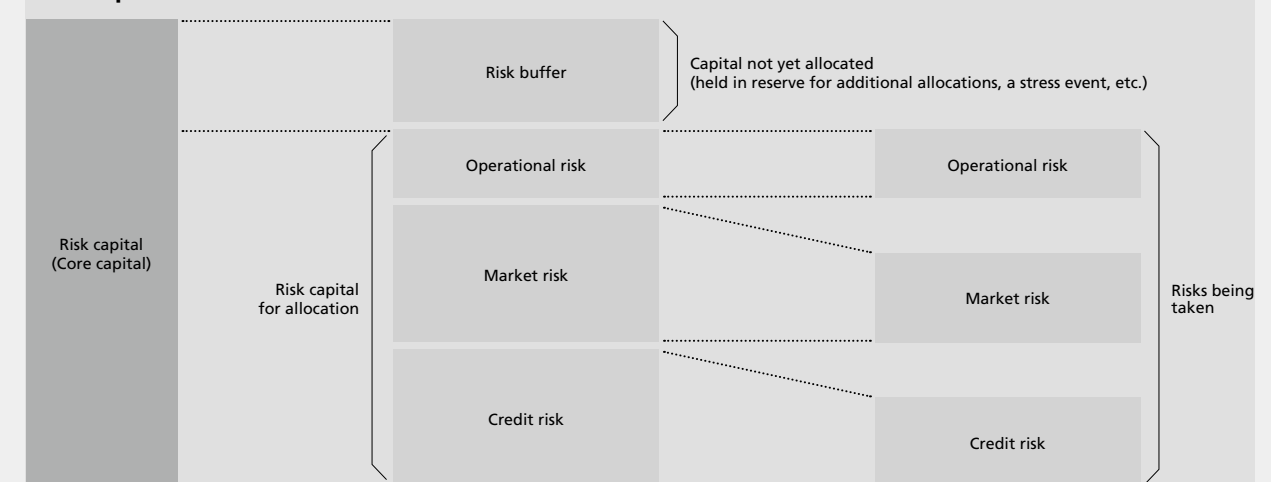 Risk buffer
Capital not yet allocated
(held in reserve for additional allocations, a stress event, etc.)
Operational risk
Operational risk
Risk capital
(Core capital)
Risk capital
for allocation
Market risk
Market risk
Risks being
taken
Credit risk
Credit risk